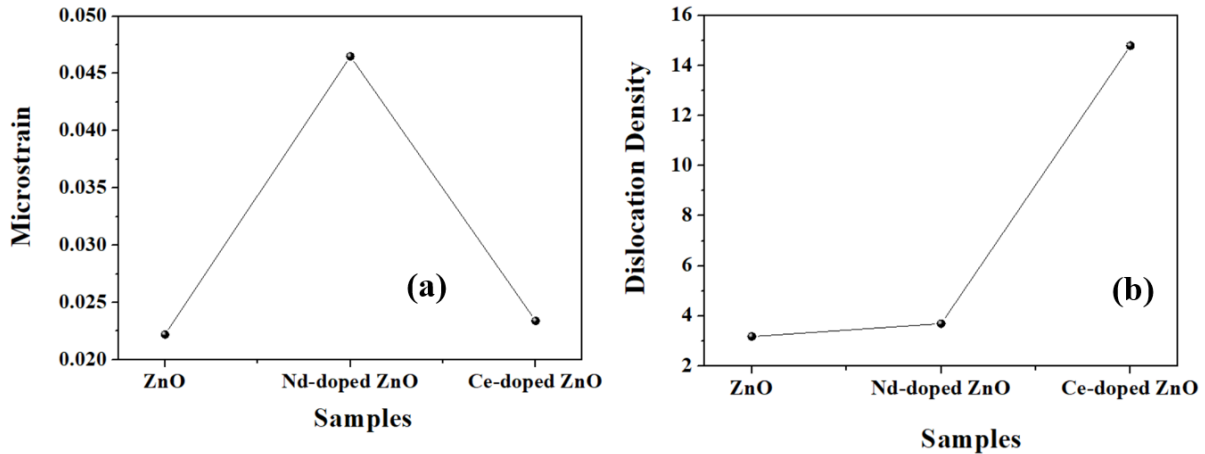 0.050
0.045
0.040
0.035
0.030
0.025
0.020
Microstrain
(a)
ZnO Nd-doped ZnO Ce-doped ZnO
Samples
16
14
12
10
8
6
4
2
Dislocation Density
(b)
ZnO Nd-doped ZnO Ce-doped ZnO
Samples